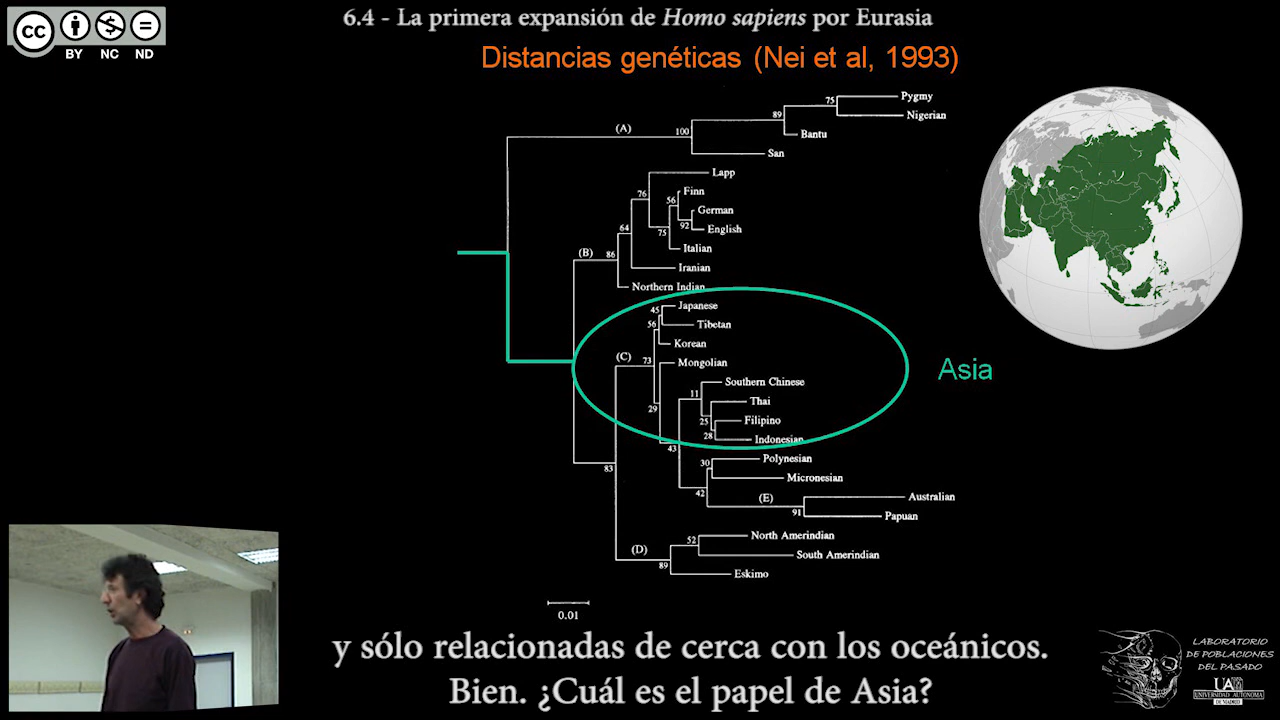 cc
BY NC ND
6.4 - La primera expansión de Homo sapiens por Eurasia
Distancias genéticas (Nei et al, 1993)
75
Pygmy
Nigerian
89
Bantu
(A)
100
San
Lapp
76
Finn
56
German
92
English
64
75
Italian
(B)
86
Iranian
Northern Indian
Japanese
45
Tibetan
56
Korean
(C)
73
Mongolian
Asia
Southern Chinese
11
Thai
29
25
Filipino
28
Indonesian
43
Polynesian
30
83
Micronesian
42
(E)
Australian
91
Papuan
North Amerindian
52
(D)
South Amerindian
89
Eskimo
0.01
y sólo relacionadas de cerca con los oceánicos.
Bien. ¿Cuál es el papel de Asia?
LABORATORIO
DE POBLACIONES
DEL PASADO
UAM
UNIVERSIDAD AUTONOMA
DE MADRID